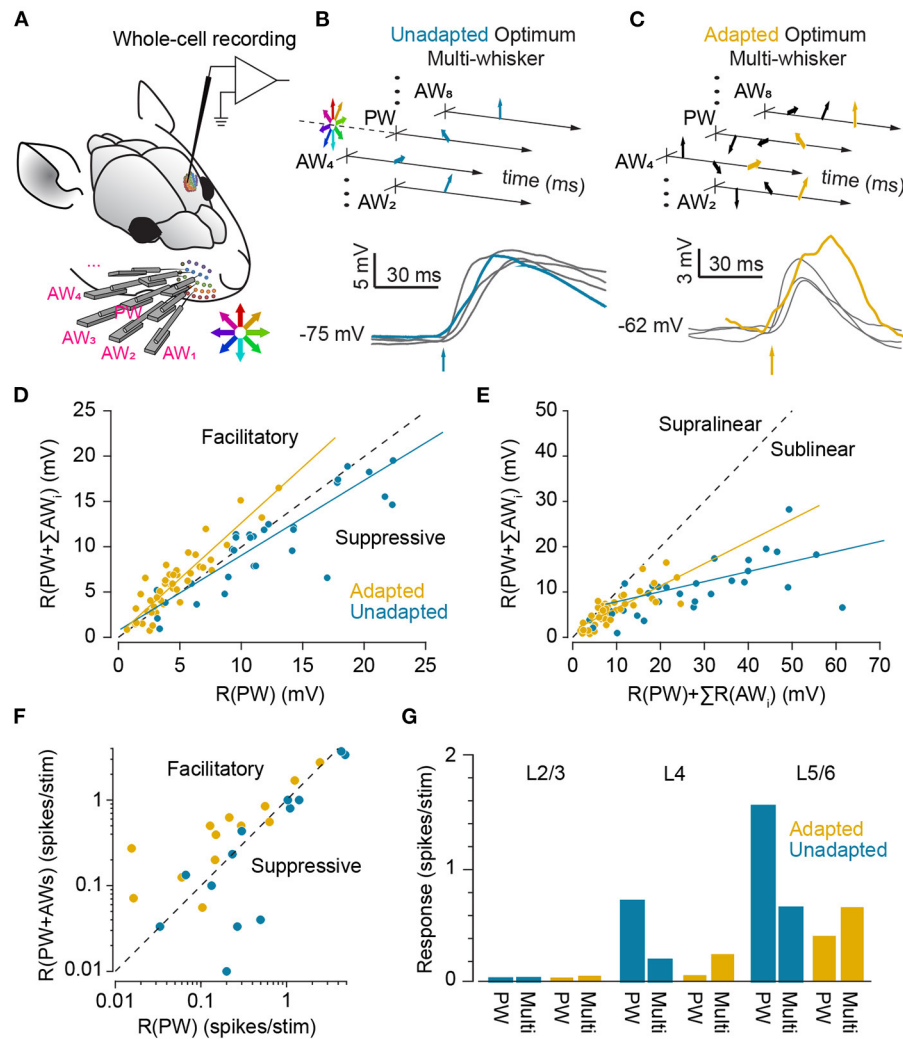 A
Whole-cell recording
...
AW₄
PW
AW₃
AW₂
AW₁
B
Unadapted Optimum
Multi-whisker
AW₈
PW
AW₄
AW₂
time (ms)
5 mV
30 ms
-75 mV
C
Adapted Optimum
Multi-whisker
AW₈
PW
AW₄
AW₂
time (ms)
3 mV
30 ms
-62 mV
D
R(PW+∑AWᵢ) (mV)
25
20
15
10
5
0
Facilitatory
Suppressive
Adapted
Unadapted
0 5 10 15 20 25
R(PW) (mV)
E
R(PW+∑AWᵢ) (mV)
50
40
30
20
10
0
Supralinear
Sublinear
0 10 20 30 40 50 60 70
R(PW)+∑R(AWᵢ) (mV)
F
R(PW+AWs) (spikes/stim)
1
0.1
0.01
Facilitatory
Suppressive
0.01 0.1 1
R(PW) (spikes/stim)
G
Response (spikes/stim)
2
1
0
L2/3 L4 L5/6
Adapted
Unadapted
PW Multi PW Multi PW Multi PW Multi PW Multi PW Multi